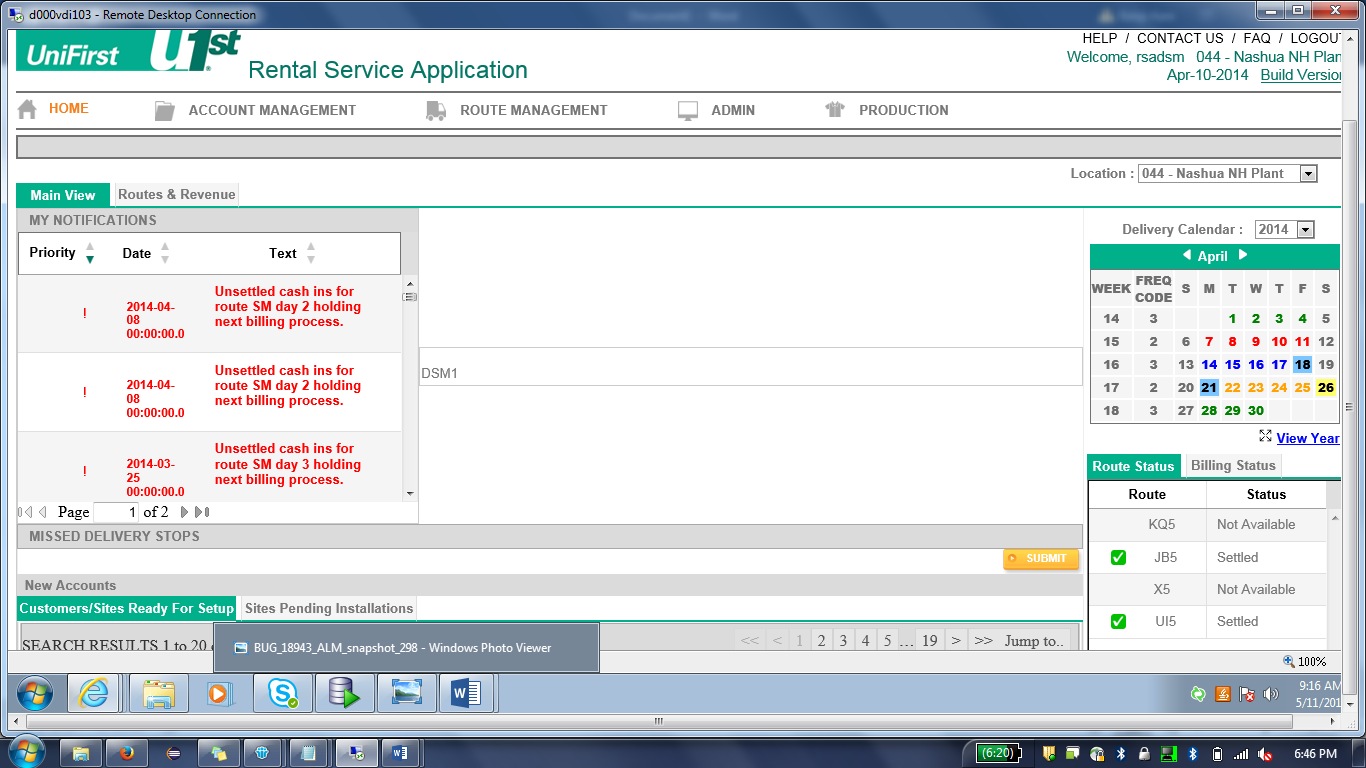 d000vdi103 - Remote Desktop Connection
UniFirst U1st
HELP / CONTACT US / FAQ / LOGOUT
Rental Service Application
Welcome, rsadsm 044 - Nashua NH Plan
Apr-10-2014 Build Version
HOME ACCOUNT MANAGEMENT ROUTE MANAGEMENT ADMIN PRODUCTION
Location : 044 - Nashua NH Plant
Main View Routes & Revenue
MY NOTIFICATIONS
Priority Date Text
! 2014-04-
08
00:00:00.0
Unsettled cash ins for
route SM day 2 holding
next billing process.
! 2014-04-
08
00:00:00.0
Unsettled cash ins for
route SM day 2 holding
next billing process.
! 2014-03-
25
00:00:00.0
Unsettled cash ins for
route SM day 3 holding
next billing process.
Page 1 of 2
DSM1
Delivery Calendar : 2014
April
WEEK FREQ CODE S M T W T F S
14 3 1 2 3 4 5
15 2 6 7 8 9 10 11 12
16 3 13 14 15 16 17 18 19
17 2 20 21 22 23 24 25 26
18 3 27 28 29 30
View Year
Route Status Billing Status
Route Status
KQ5 Not Available
JB5 Settled
X5 Not Available
UI5 Settled
MISSED DELIVERY STOPS
SUBMIT
New Accounts
Customers/Sites Ready For Setup Sites Pending Installations
SEARCH RESULTS 1 to 20
<< < 1 2 3 4 5 ... 19 > >> Jump to..
BUG_18943_ALM_snapshot_298 - Windows Photo Viewer
100%
9:16 AM
5/11/201
(6:20) 6:46 PM